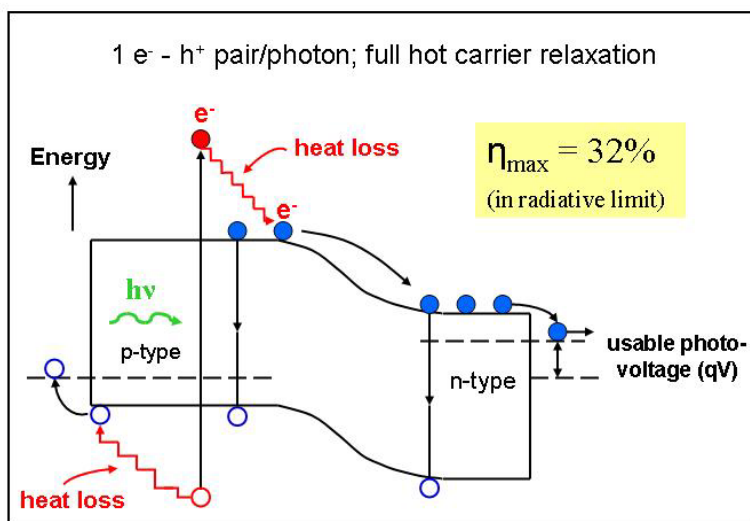 1 e⁻ - h⁺ pair/photon; full hot carrier relaxation
e⁻
heat loss
Energy
ηmax = 32%
(in radiative limit)
e⁻
hν
p-type
usable photo-
voltage (qV)
n-type
heat loss